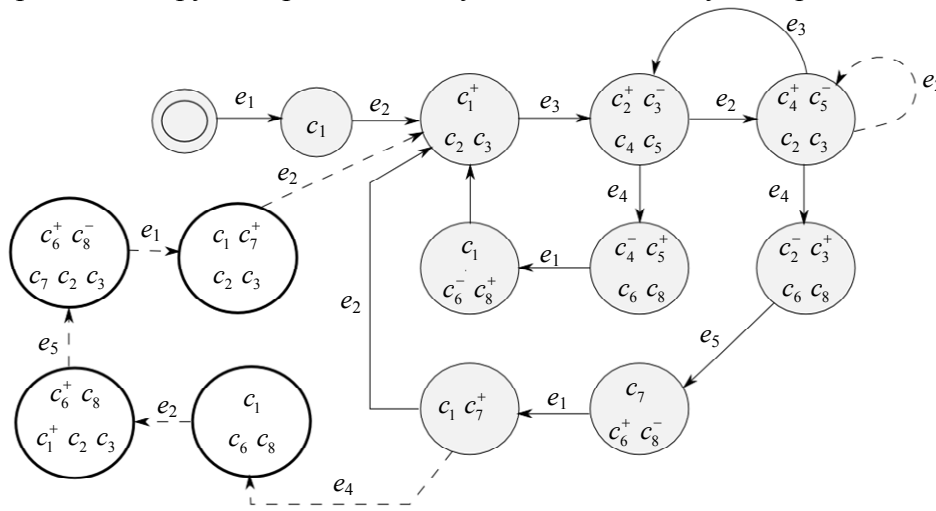 e₃
e₁
c₁
e₂
c₁⁺
c₂ c₃
e₃
c₂⁺ c₃⁻
c₄ c₅
e₂
c₄⁺ c₅⁻
c₂ c₃
e₂
e₄
e₄
c₆⁺ c₈⁻
c₇ c₂ c₃
e₁
c₁ c₇⁺
c₂ c₃
c₁
c₆⁻ c₈⁺
e₁
c₄⁻ c₅⁺
c₆ c₈
c₂⁻ c₃⁺
c₆ c₈
e₂
e₅
e₅
c₆⁺ c₈
c₁⁺ c₂ c₃
e₂
c₁
c₆ c₈
c₁ c₇⁺
e₁
c₇
c₆⁺ c₈⁻
e₄